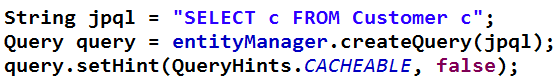 String jpql = "SELECT c FROM Customer c";
Query query = entityManager.createQuery(jpql);
query.setHint(QueryHints.CACHEABLE, false);